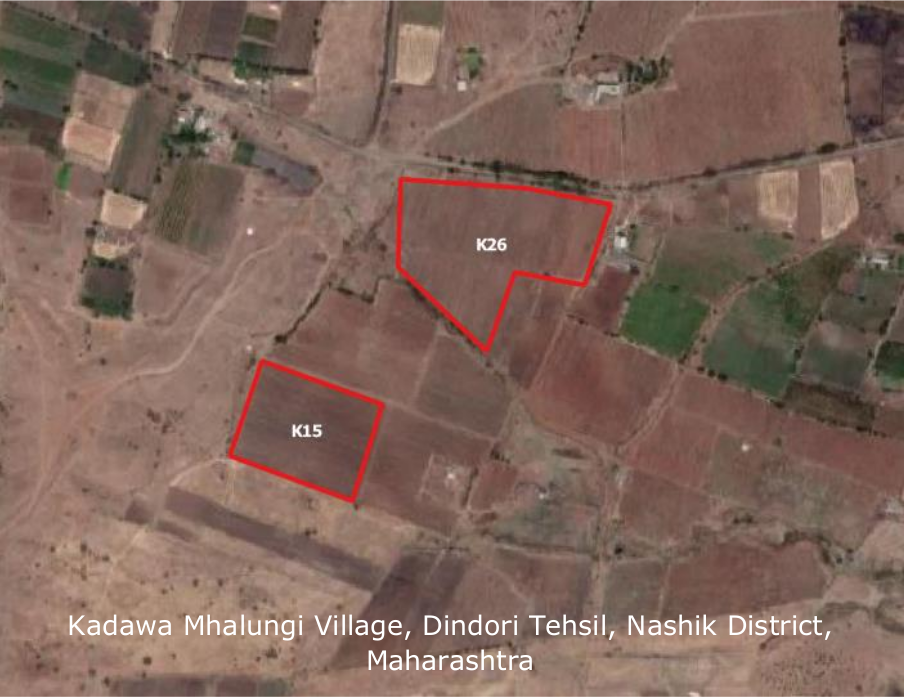 K26
K15
Kadawa Mhalungi Village, Dindori Tehsil, Nashik District,
Maharashtra